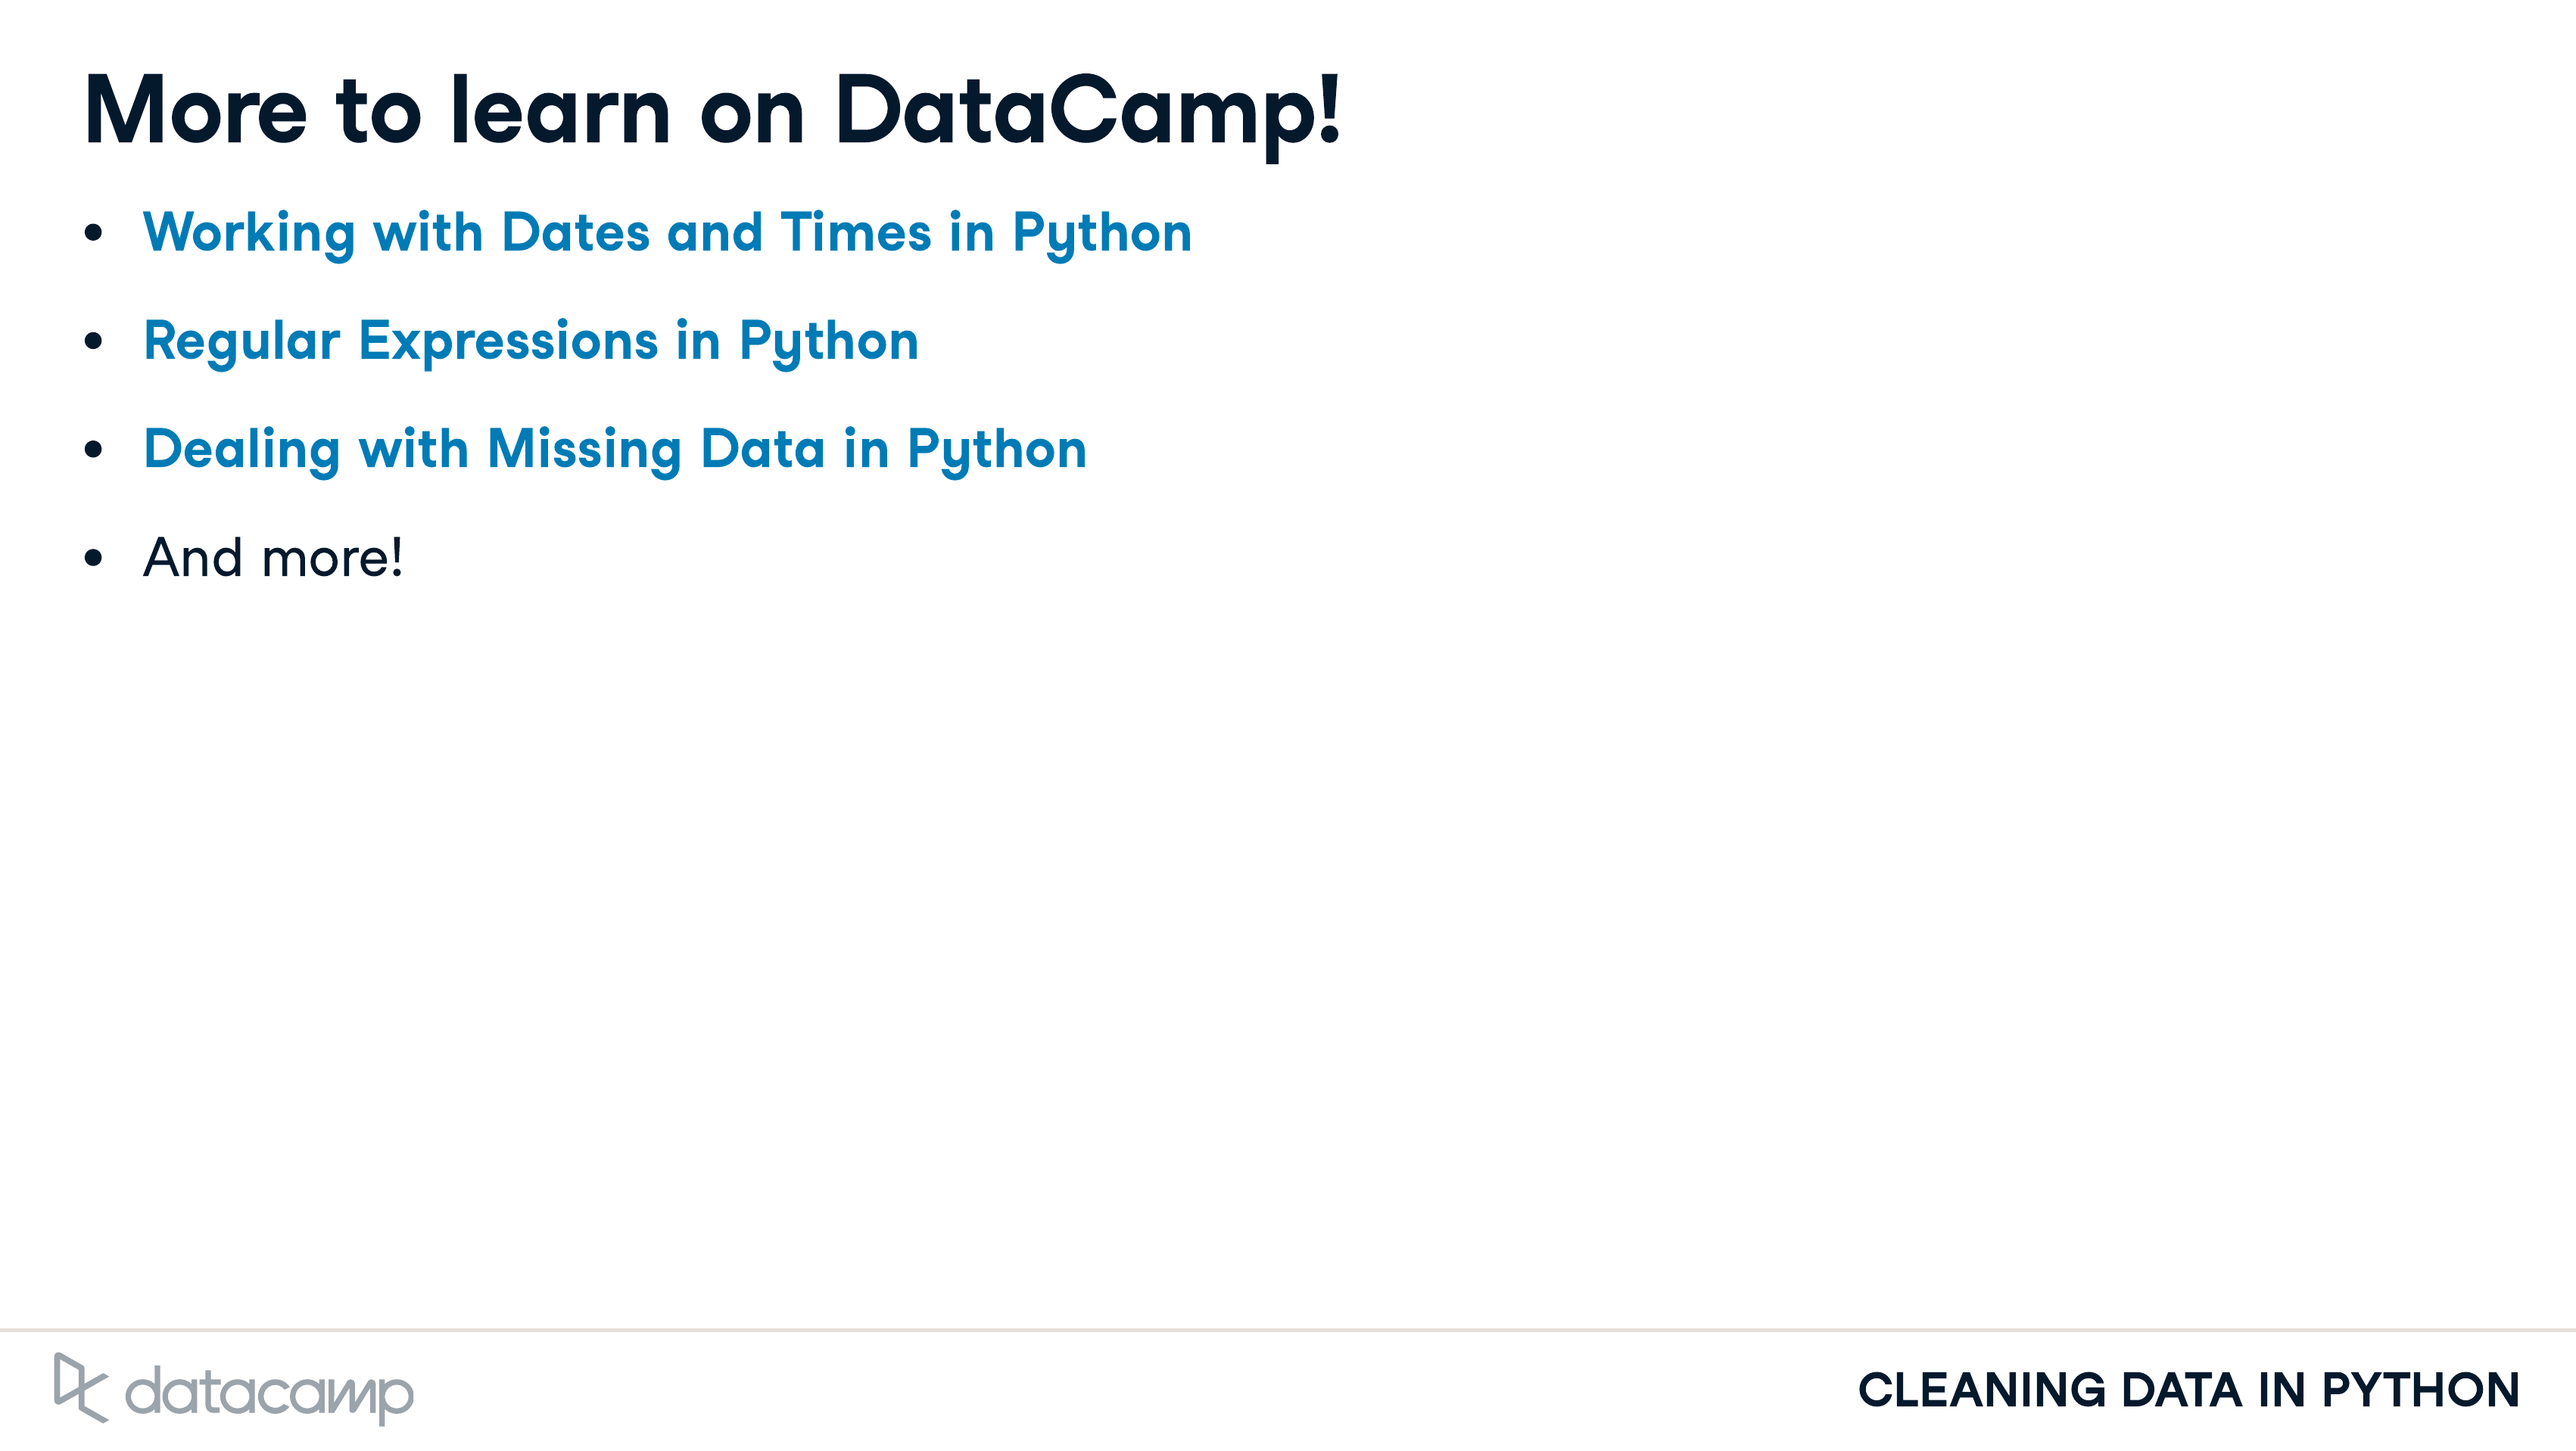 More to learn on DataCamp!
• Working with Dates and Times in Python
• Regular Expressions in Python
• Dealing with Missing Data in Python
• And more!
datacamp
CLEANING DATA IN PYTHON